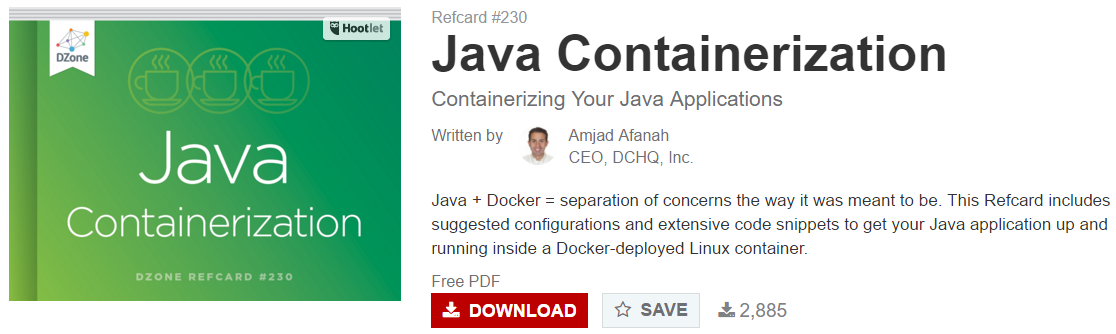 DZone
Hootlet
Java
Containerization
DZONE REFCARD #230
Refcard #230
Java Containerization
Containerizing Your Java Applications
Written by
Amjad Afanah
CEO, DCHQ, Inc.
Java + Docker = separation of concerns the way it was meant to be. This Refcard includes
suggested configurations and extensive code snippets to get your Java application up and
running inside a Docker-deployed Linux container.
Free PDF
DOWNLOAD
SAVE
2,885